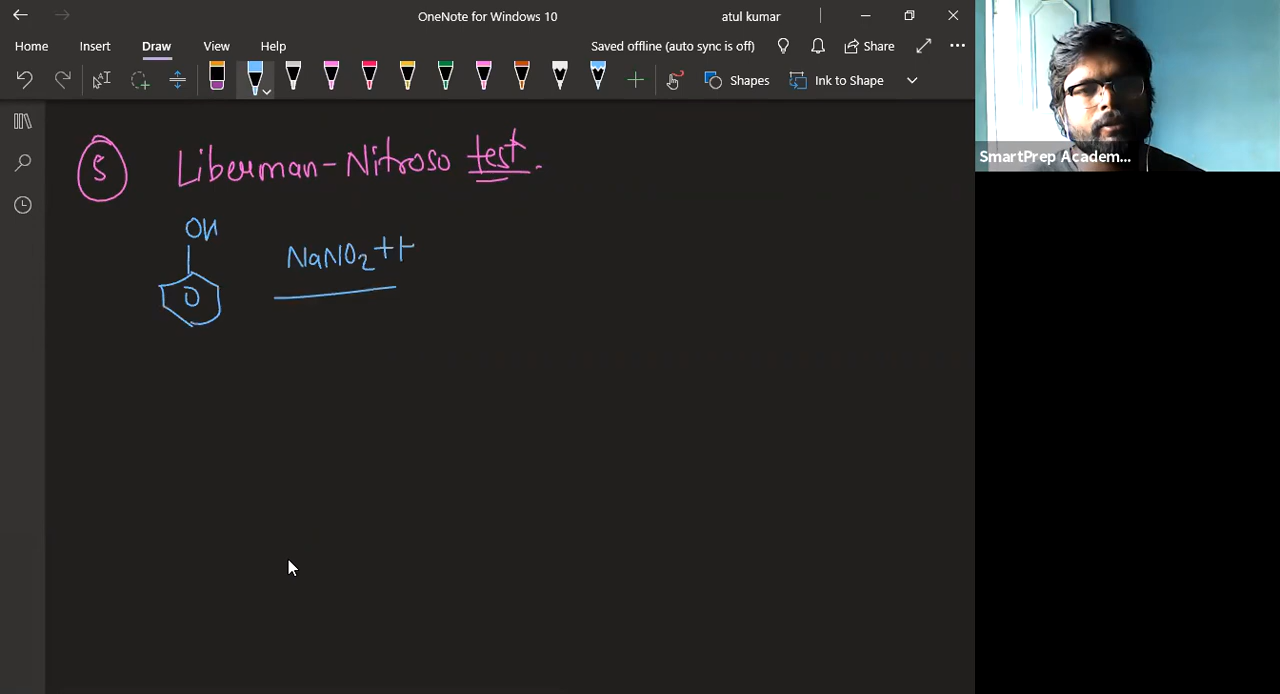 OneNote for Windows 10
atul kumar
Home Insert Draw View Help
Saved offline (auto sync is off)
Share
Shapes
Ink to Shape
SmartPrep Academ...
5 Liberman-Nitroso test.
OH
NaNO2+H